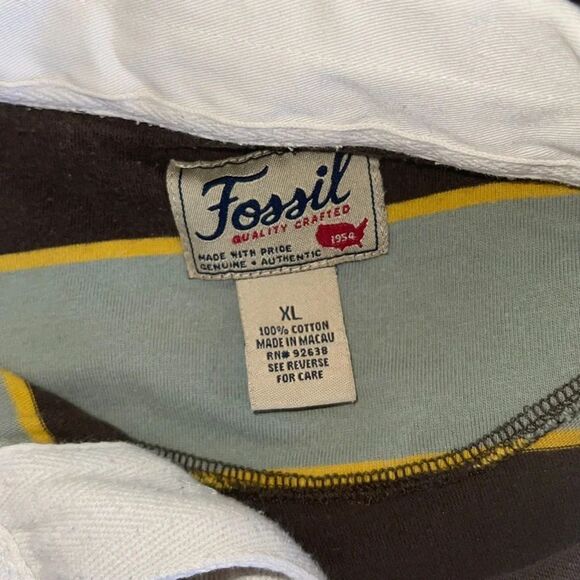 Fossil
QUALITY CRAFTED
1954
MADE WITH PRIDE
GENUINE • AUTHENTIC
XL
100% COTTON
MADE IN MACAU
RN# 92638
SEE REVERSE
FOR CARE